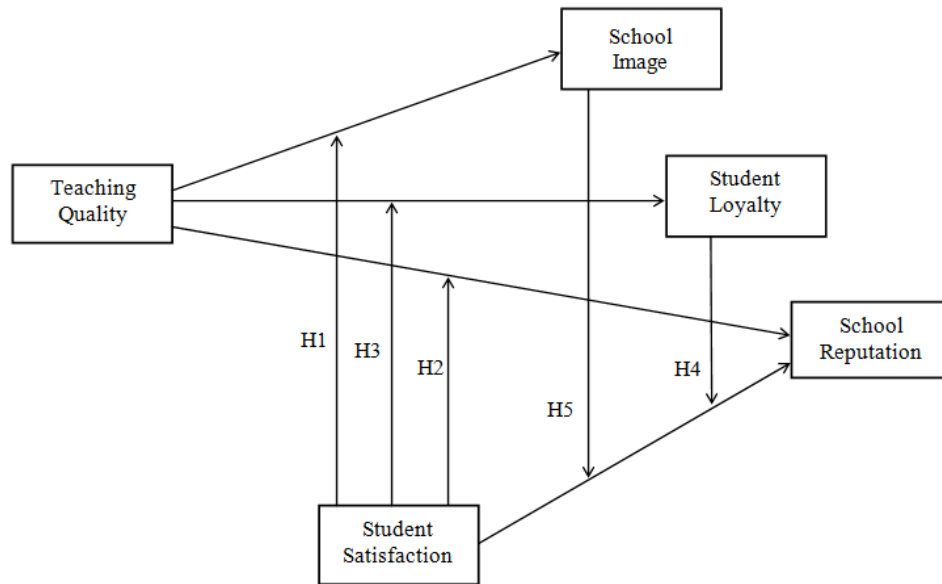 School
Image
Teaching
Quality
Student
Loyalty
School
Reputation
H1
H3
H2
H5
H4
Student
Satisfaction